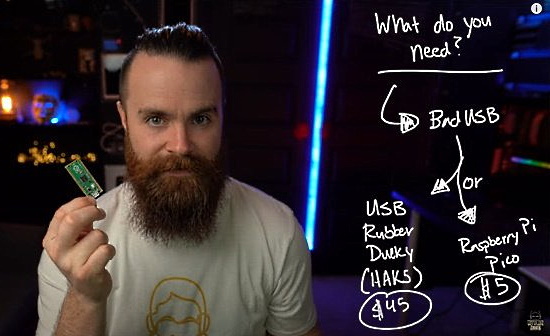 What do you
need?
Bad USB
or
USB
Rubber
Ducky
(HAK5)
$45
Raspberry Pi
Pico
$5